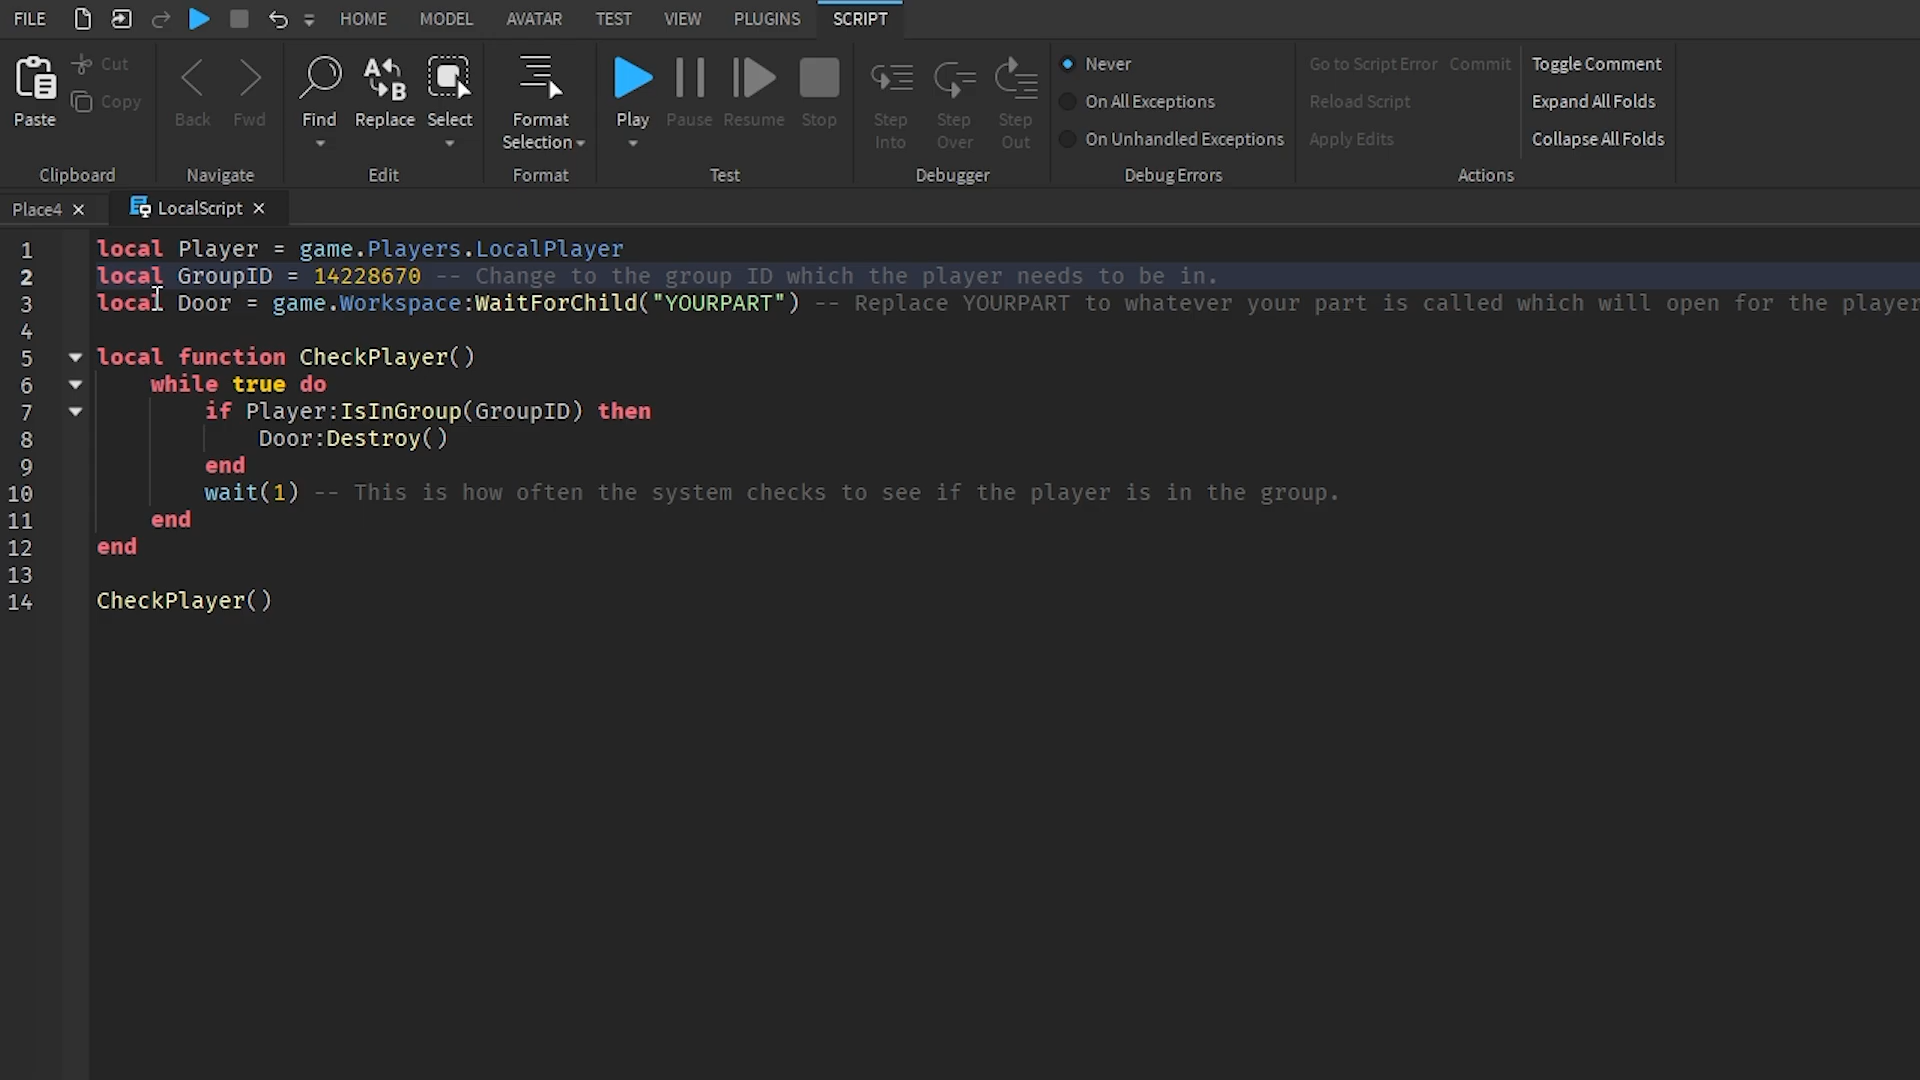 FILE HOME MODEL AVATAR TEST VIEW PLUGINS SCRIPT
Paste
Cut
Copy
Clipboard
Back Fwd
Navigate
Find Replace Select
Edit
Format
Selection
Format
Play Pause Resume Stop
Test
Step Into
Step Over
Step Out
Debugger
Never
On All Exceptions
On Unhandled Exceptions
Debug Errors
Go to Script Error Commit
Reload Script
Apply Edits
Toggle Comment
Expand All Folds
Collapse All Folds
Actions
Place4 × LocalScript ×
1 local Player = game.Players.LocalPlayer
2 local GroupID = 14228670 -- Change to the group ID which the player needs to be in.
3 local Door = game.Workspace:WaitForChild("YOURPART") -- Replace YOURPART to whatever your part is called which will open for the player
4
5 local function CheckPlayer()
6 while true do
7 if Player:IsInGroup(GroupID) then
8 Door:Destroy()
9 end
10 wait(1) -- This is how often the system checks to see if the player is in the group.
11 end
12 end
13
14 CheckPlayer()